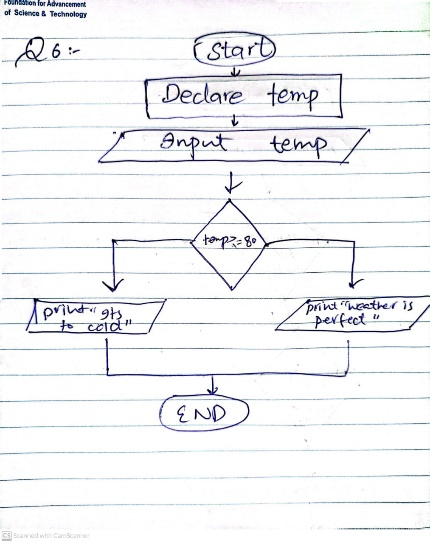 Foundation for Advancement
of Science & Technology
Q6:-
Start
Declare temp
Input temp
temp>=80
print "its
to cold"
print "weather is
perfect"
END
CS Scanned with CamScanner